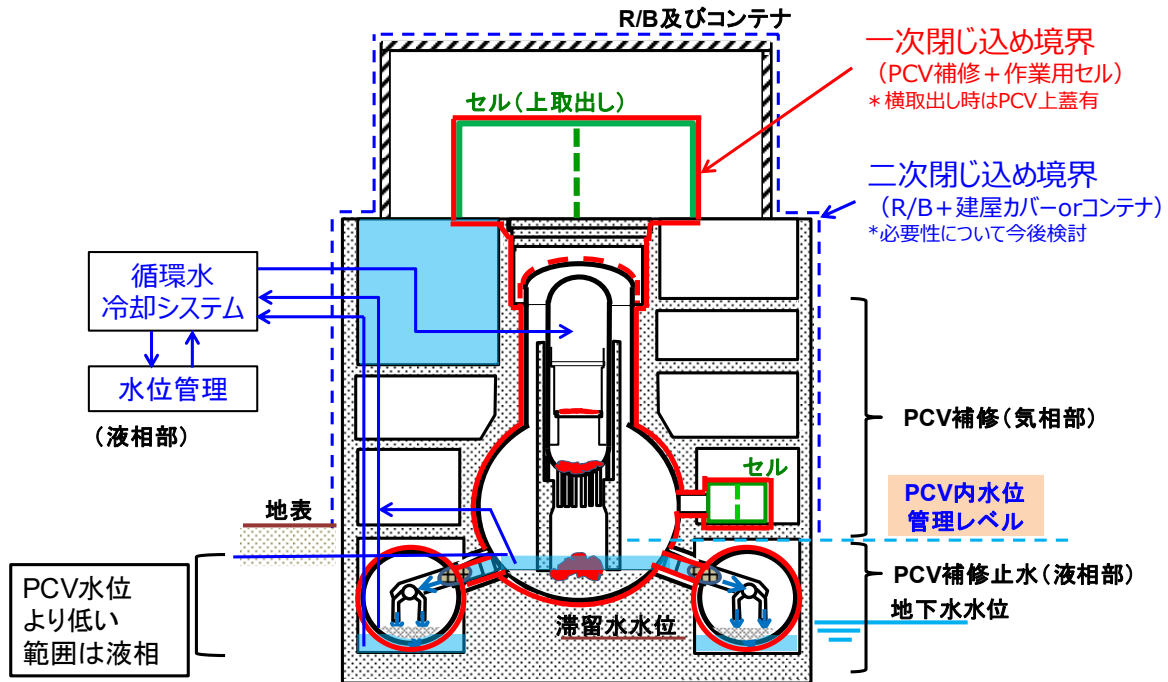 R/B及びコンテナ
一次閉じ込め境界
(PCV補修+作業用セル)
*横取出し時はPCV上蓋有
セル(上取出し)
二次閉じ込め境界
(R/B+建屋カバーorコンテナ)
*必要性について今後検討
循環水
冷却システム
水位管理
(液相部)
PCV補修(気相部)
セル
PCV内水位
管理レベル
地表
PCV水位
より低い
範囲は液相
PCV補修止水(液相部)
地下水水位
滞留水水位